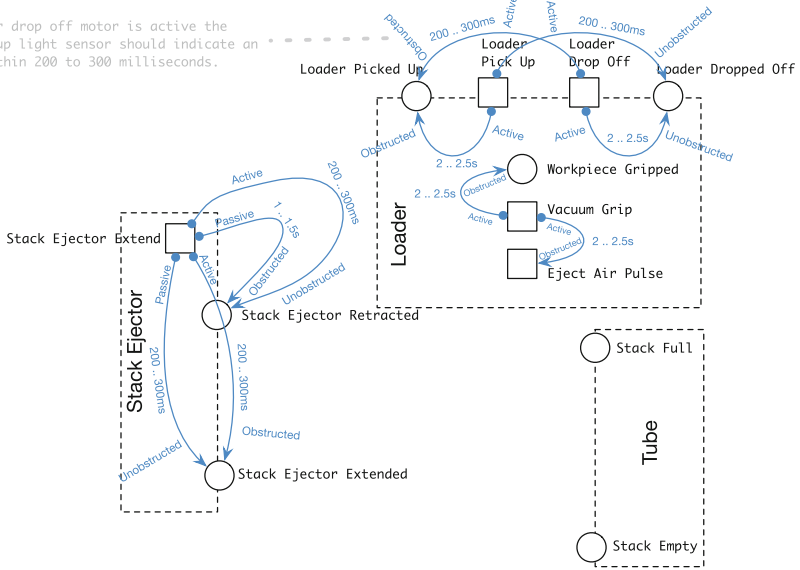 r drop off motor is active the
up light sensor should indicate an
thin 200 to 300 milliseconds.
Obstructed
200 .. 300ms
Active
Active
200 .. 300ms
Unobstructed
Loader Picked Up
Loader
Pick Up
Loader
Drop Off
Loader Dropped Off
Obstructed
Active
2 .. 2.5s
Active
2 .. 2.5s
Unobstructed
Workpiece Gripped
Obstructed
2 .. 2.5s
Active
Vacuum Grip
Active
Obstructed
2 .. 2.5s
Eject Air Pulse
Loader
Active
200 .. 300ms
Passive
1 .. 1.5s
Stack Ejector Extend
Passive
Active
Obstructed
Unobstructed
Stack Ejector Retracted
Stack Ejector
200 .. 300ms
200 .. 300ms
Obstructed
Unobstructed
Stack Ejector Extended
Stack Full
Tube
Stack Empty